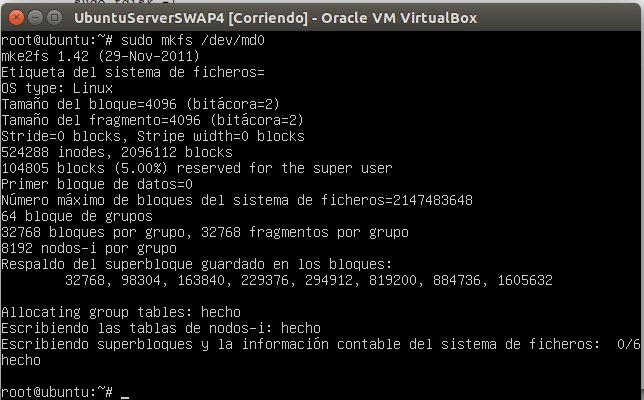 UbuntuServerSWAP4 [Corriendo] - Oracle VM VirtualBox
root@ubuntu:~# sudo mkfs /dev/md0
mke2fs 1.42 (29-Nov-2011)
Etiqueta del sistema de ficheros=
OS type: Linux
Tamaño del bloque=4096 (bitácora=2)
Tamaño del fragmento=4096 (bitácora=2)
Stride=0 blocks, Stripe width=0 blocks
524288 inodes, 2096112 blocks
104805 blocks (5.00%) reserved for the super user
Primer bloque de datos=0
Número máximo de bloques del sistema de ficheros=2147483648
64 bloque de grupos
32768 bloques por grupo, 32768 fragmentos por grupo
8192 nodos-i por grupo
Respaldo del superbloque guardado en los bloques:
32768, 98304, 163840, 229376, 294912, 819200, 884736, 1605632
Allocating group tables: hecho
Escribiendo las tablas de nodos-i: hecho
Escribiendo superbloques y la información contable del sistema de ficheros: 0/6
hecho
root@ubuntu:~# _